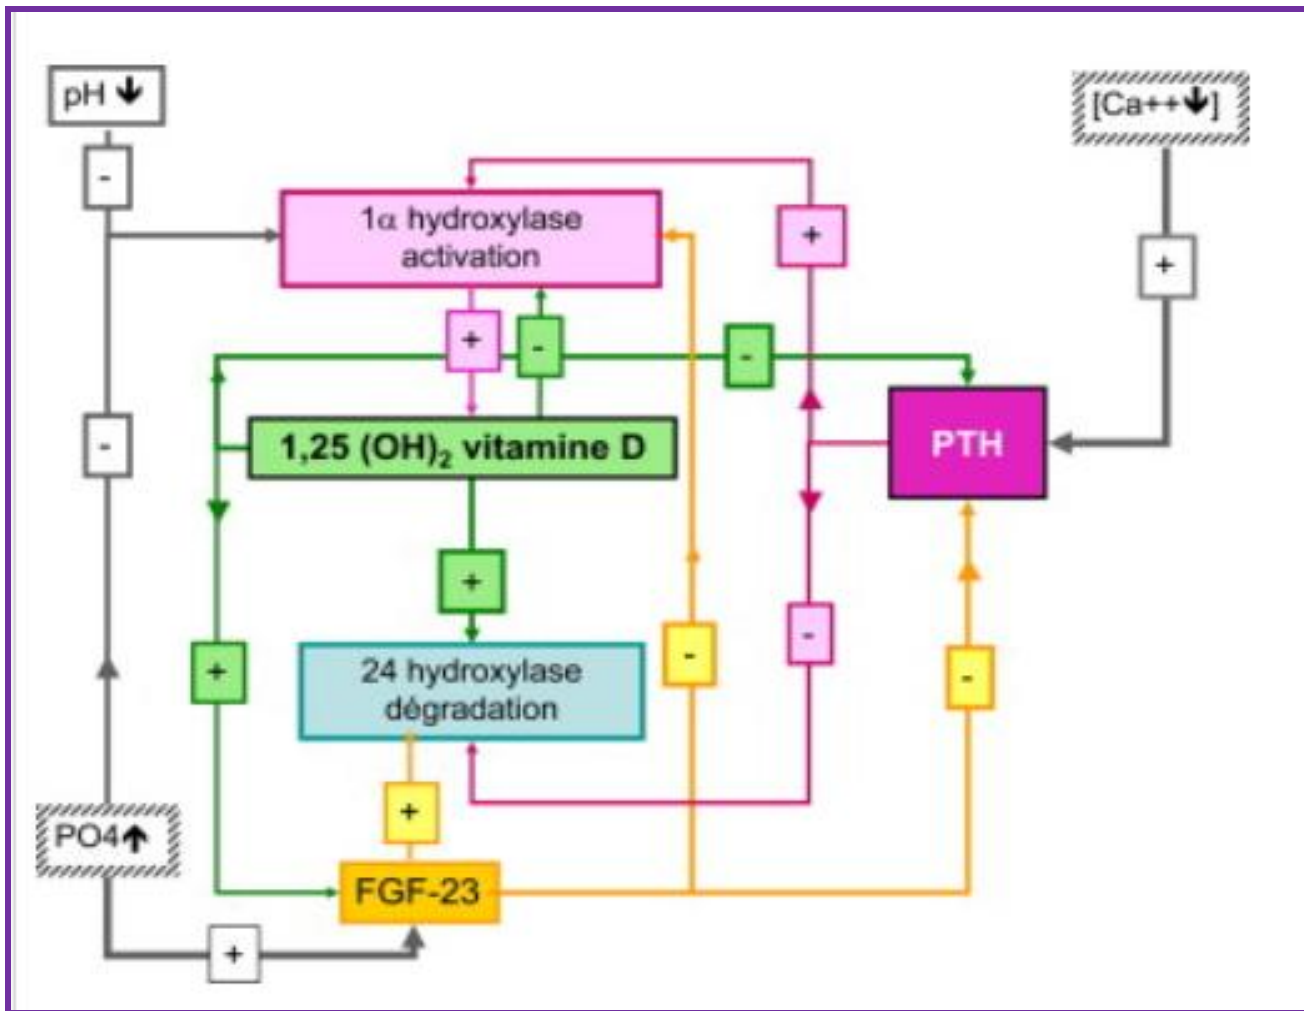 pH ↓
[Ca++↓]
-
1α hydroxylase
activation
+
+
+
-
-
-
1,25 (OH)₂ vitamine D
PTH
+
-
-
+
24 hydroxylase
dégradation
-
+
PO4↑
FGF-23
+